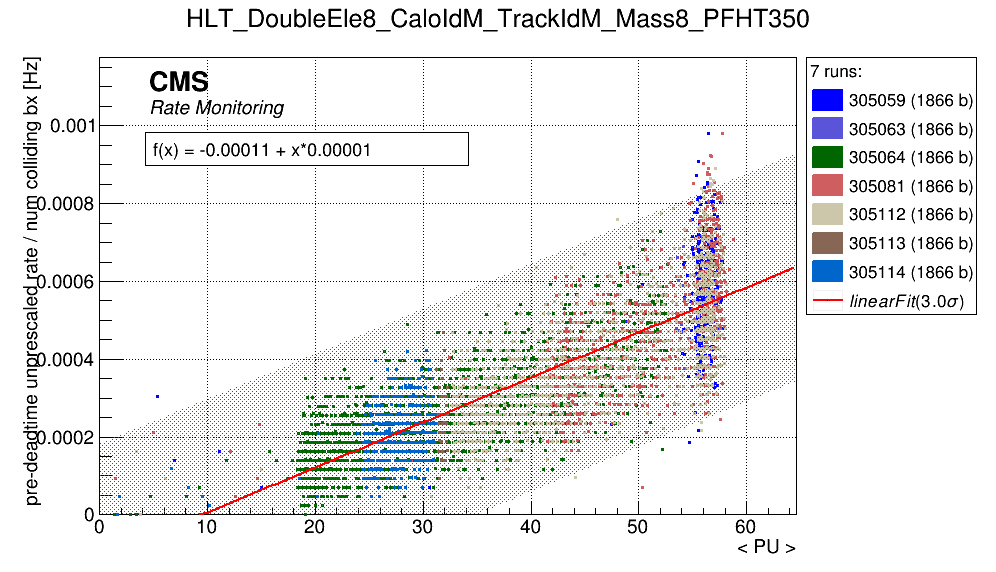 HLT_DoubleEle8_CaloIdM_TrackIdM_Mass8_PFHT350
pre-deadtime unprescaled rate / num colliding bx [Hz]
CMS
Rate Monitoring
f(x) = -0.00011 + x*0.00001
0.001
0.0008
0.0006
0.0004
0.0002
0
0 10 20 30 40 50 60
< PU >
7 runs:
305059 (1866 b)
305063 (1866 b)
305064 (1866 b)
305081 (1866 b)
305112 (1866 b)
305113 (1866 b)
305114 (1866 b)
linearFit(3.0σ)